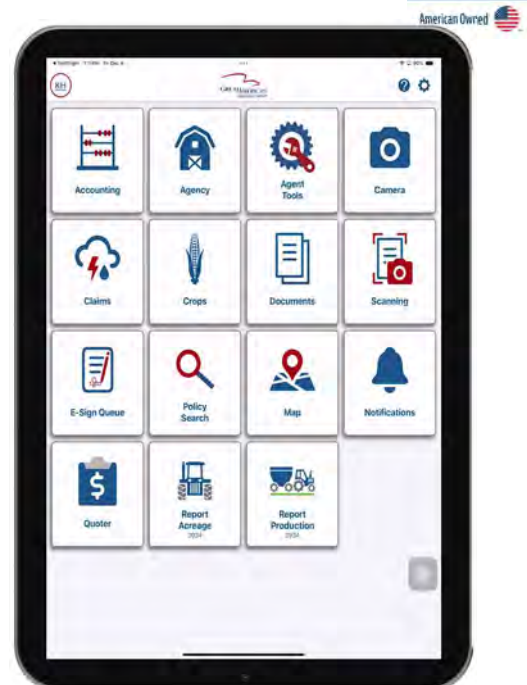 American Owned
RH
Accounting
Agency
Agent
Tools
Camera
Claims
Crops
Documents
Scanning
E-Sign Queue
Policy
Search
Map
Notifications
$
Quoter
Report
Acreage
2024
Report
Production
2024